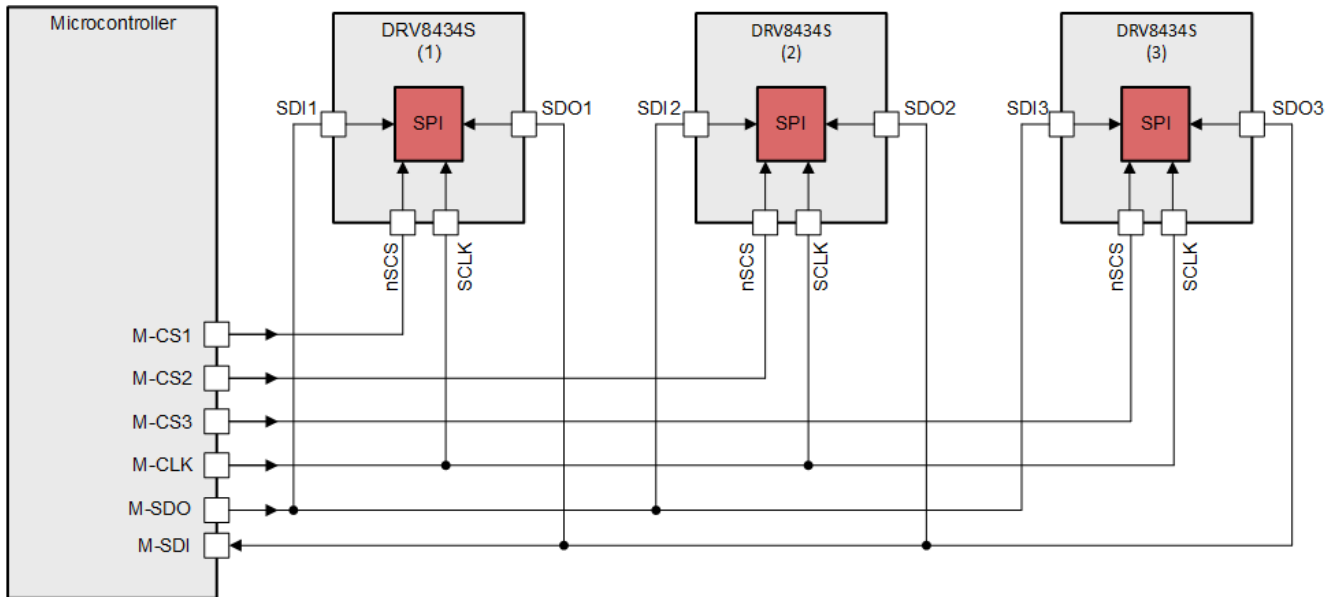 Microcontroller
DRV8434S
(1)
DRV8434S
(2)
DRV8434S
(3)
SDI1
SPI
SDO1
SDI2
SPI
SDO2
SDI3
SPI
SDO3
nSCS
SCLK
nSCS
SCLK
nSCS
SCLK
M-CS1
M-CS2
M-CS3
M-CLK
M-SDO
M-SDI